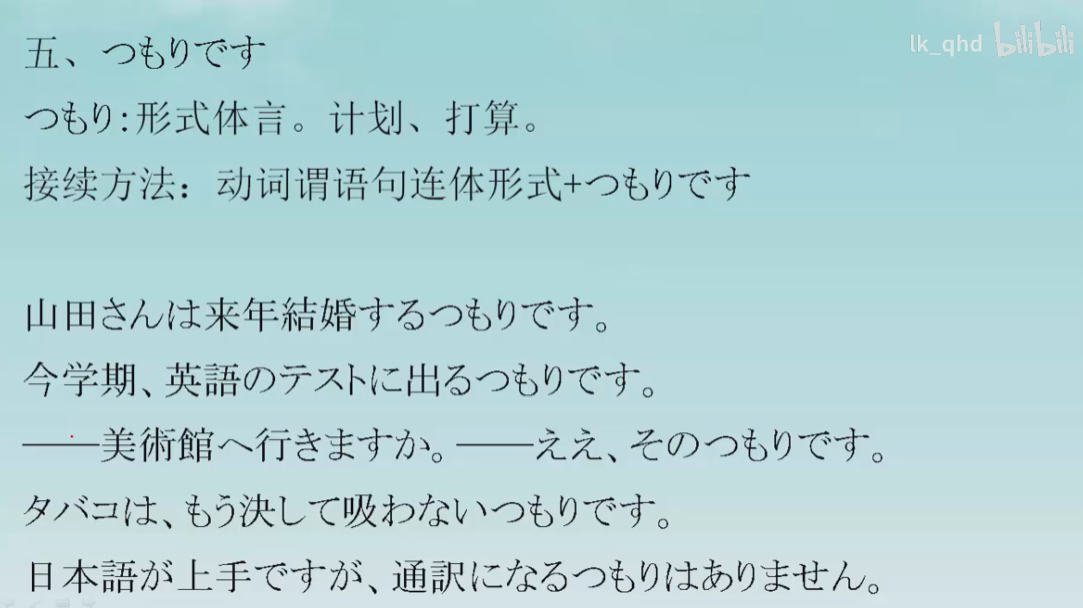 五、つもりです
lk_qhd bilibili
つもり:形式体言。计划、打算。
接续方法：动词谓语句连体形式+つもりです
山田さんは来年結婚するつもりです。
今学期、英語のテストに出るつもりです。
——美術館へ行きますか。——ええ、そのつもりです。
タバコは、もう決して吸わないつもりです。
日本語が上手ですが、通訳になるつもりはありません。